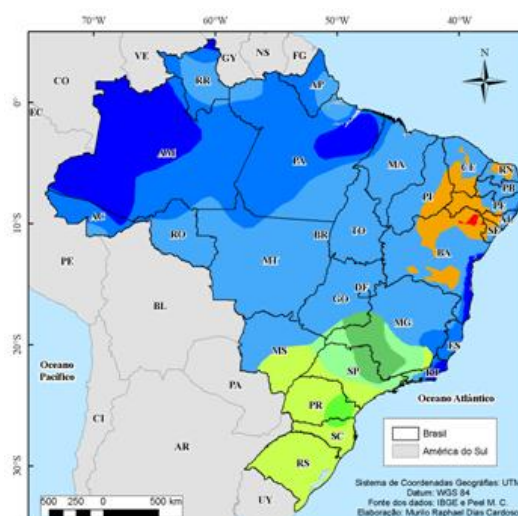 70°W 60°W 50°W 40°W
N
VE
GY
NS
FG
CO
RR
AP
EC
0°
AM
PA
MA
CE
RN
PB
PI
PE
AL
SE
AC
10°S
RO
TO
BR
BA
PE
MT
BL
GO
DF
MG
ES
20°S
MS
SP
RJ
Oceano
Pacífico
PA
Oceano Atlântico
PR
CI
SC
AR
RS
30°S
UY
Brasil
América do Sul
500 250 0 500 km
Sistema de Coordenadas Geográfias: UTM
Datum: WGS 84
Fonte dos dados: IBGE e Peel M. C.
Elaboração: Murilo Raphael Dias Cardoso